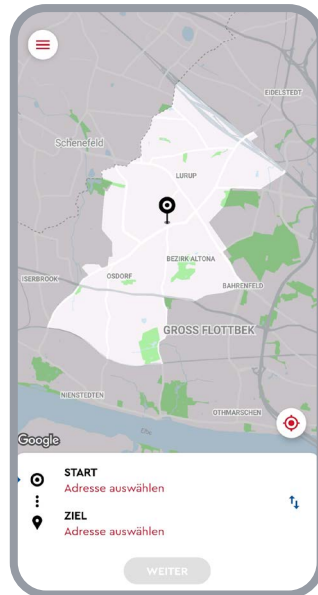 EIDELSTEDT
Schenefeld
LURUP
BEZIRK ALTONA
ISERBROOK
OSDORF
BAHRENFELD
GROSS FLOTTBEK
NIENSTEDTEN
OTHMARSCHEN
Google
START
Adresse auswählen
ZIEL
Adresse auswählen
WEITER